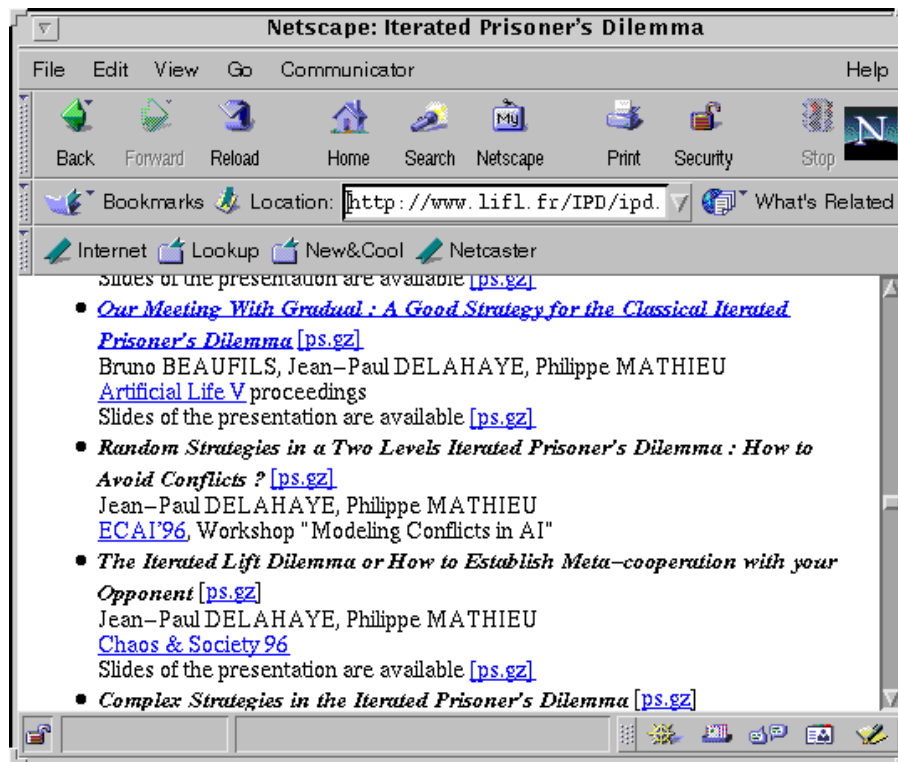 Netscape: Iterated Prisoner's Dilemma
File Edit View Go Communicator Help
My N
Back Forward Reload Home Search Netscape Print Security Stop
Bookmarks Location: http://www.lifl.fr/IPD/ipd. What's Related
Internet Lookup New&Cool Netcaster
Slides of the presentation are available [ps.gz]
• Our Meeting With Gradual : A Good Strategy for the Classical Iterated
Prisoner's Dilemma [ps.gz]
Bruno BEAUFILS, Jean-Paul DELAHAYE, Philippe MATHIEU
Artificial Life V proceedings
Slides of the presentation are available [ps.gz]
• Random Strategies in a Two Levels Iterated Prisoner's Dilemma : How to
Avoid Conflicts ? [ps.gz]
Jean-Paul DELAHAYE, Philippe MATHIEU
ECAI'96, Workshop "Modeling Conflicts in AI"
• The Iterated Lift Dilemma or How to Establish Meta-cooperation with your
Opponent [ps.gz]
Jean-Paul DELAHAYE, Philippe MATHIEU
Chaos & Society 96
Slides of the presentation are available [ps.gz]
• Complex Strategies in the Iterated Prisoner's Dilemma [ps.gz]